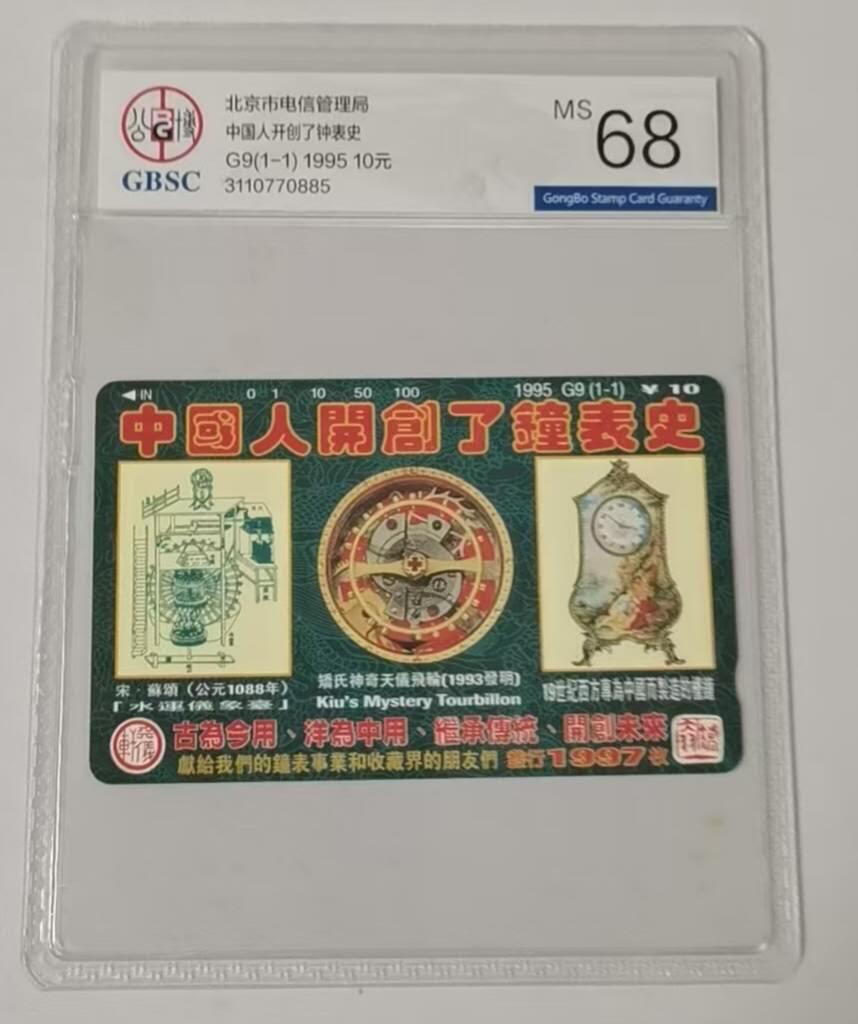 公博
GBSC
北京市电信管理局
中国人开创了钟表史
G9(1-1) 1995 10元
3110770885
MS 68
GongBo Stamp Card Guaranty
◀IN 0 1 10 50 100 1995 G9 (1-1) ¥ 10
中國人開創了鐘表史
宋·蘇頌（公元1088年）
「水運儀象臺」
矯氏神奇天儀飛輪(1993發明)
Kiu's Mystery Tourbillon
19世紀西方專為中國而製造的禮鐘
古為今用、洋為中用、繼承傳統、開創未來
獻給我們的鐘表事業和收藏界的朋友們 發行1997枚